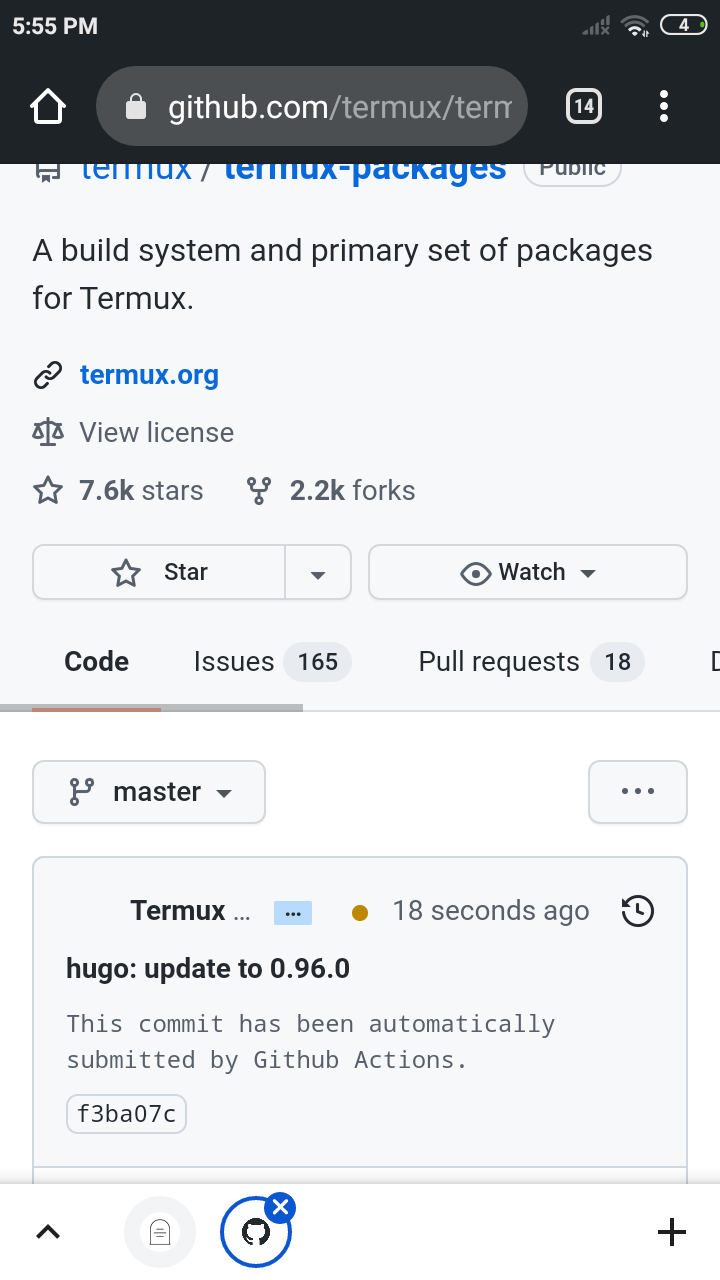 5:55 PM
4
github.com/termux/term
14
termux / termux-packages Public
A build system and primary set of packages
for Termux.
termux.org
View license
7.6k stars 2.2k forks
Star Watch
Code Issues 165 Pull requests 18 D
master
Termux ... ... 18 seconds ago
hugo: update to 0.96.0
This commit has been automatically
submitted by Github Actions.
f3ba07c